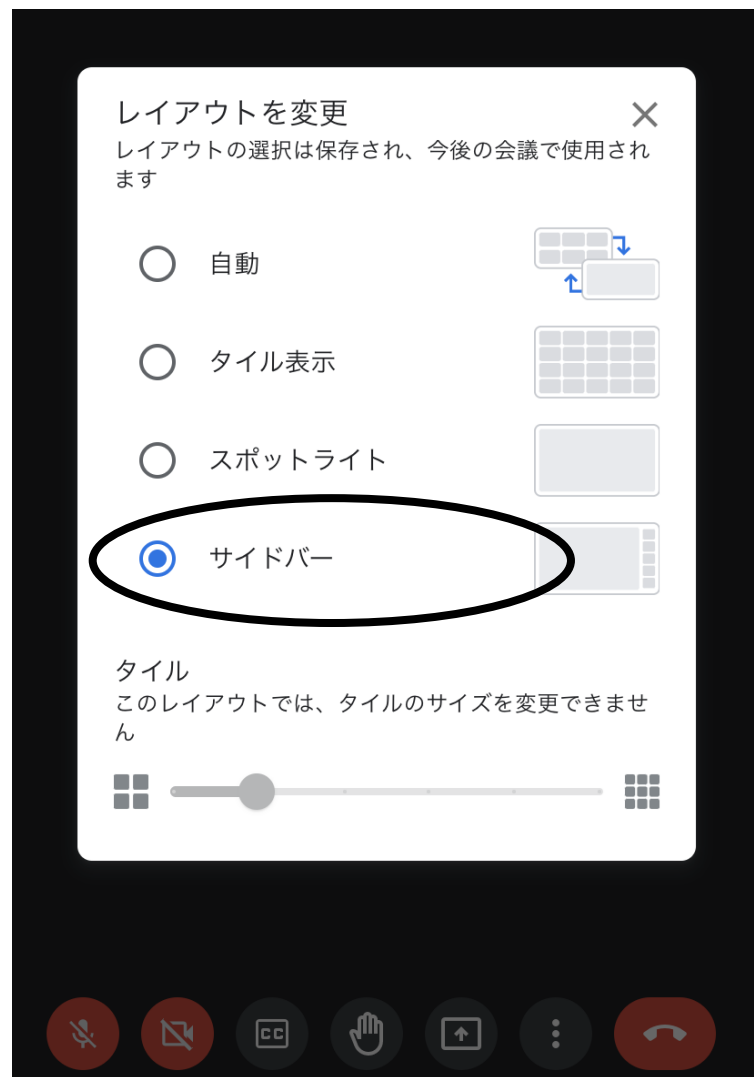 レイアウトを変更
レイアウトの選択は保存され、今後の会議で使用され
ます
自動
タイル表示
スポットライト
サイドバー
タイル
このレイアウトでは、タイルのサイズを変更できませ
ん
CC